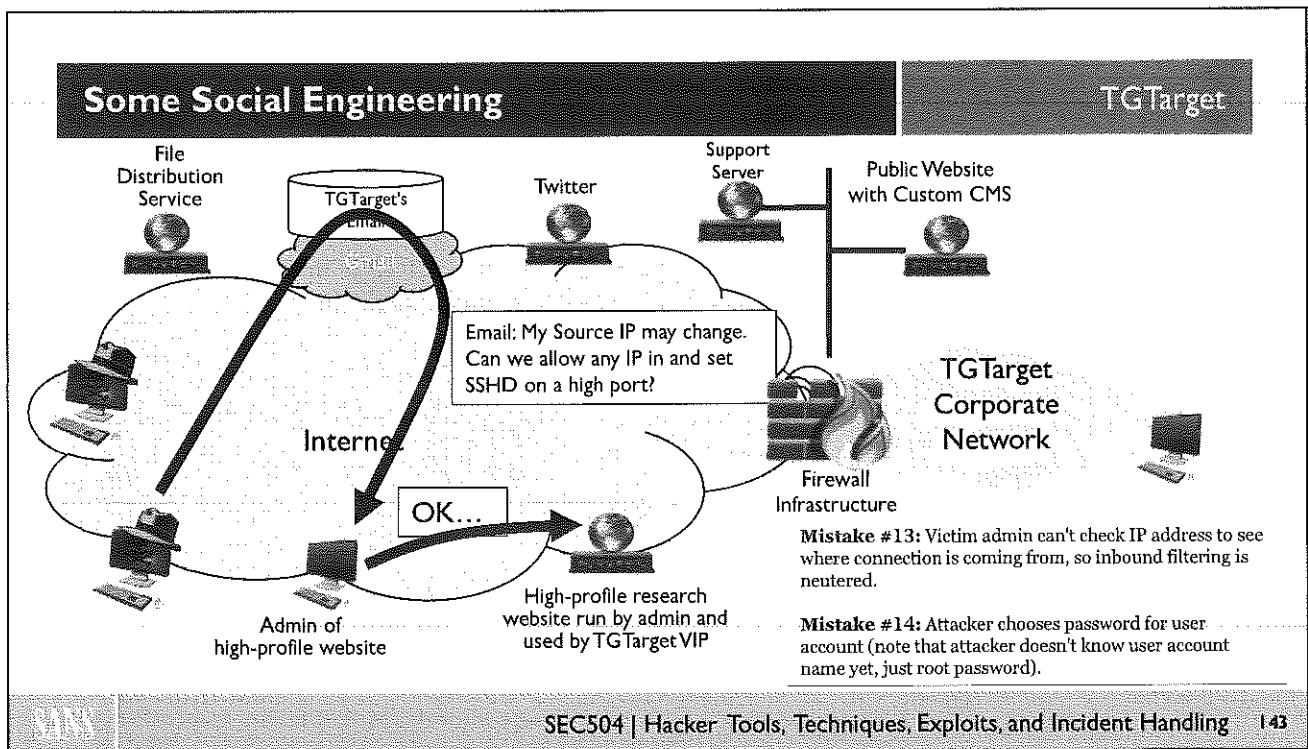 Some Social Engineering
TGTarget
File
Distribution
Service
TGTarget's
Email
Gmail
Twitter
Support
Server
Public Website
with Custom CMS
Email: My Source IP may change.
Can we allow any IP in and set
SSHD on a high port?
Internet
TGTarget
Corporate
Network
Firewall
Infrastructure
OK...
Admin of
high-profile website
High-profile research
website run by admin and
used by TGTarget VIP
Mistake #13: Victim admin can't check IP address to see
where connection is coming from, so inbound filtering is
neutered.
Mistake #14: Attacker chooses password for user
account (note that attacker doesn't know user account
name yet, just root password).
SANS
SEC504 | Hacker Tools, Techniques, Exploits, and Incident Handling 143